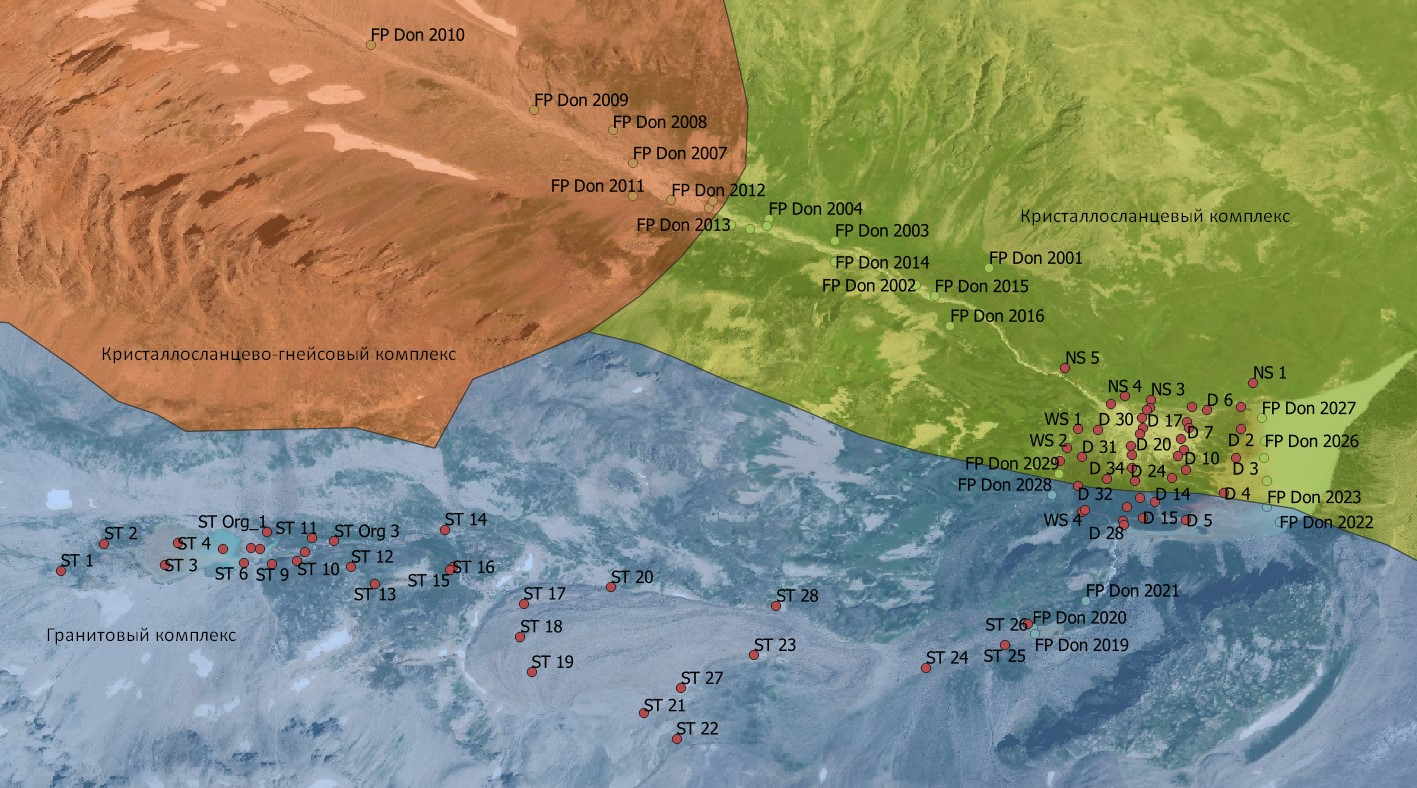 FP Don 2010
FP Don 2009
FP Don 2008
FP Don 2007
FP Don 2011
FP Don 2012
FP Don 2013
FP Don 2004
FP Don 2003
Кристаллосланцевый комплекс
FP Don 2014
FP Don 2001
FP Don 2002
FP Don 2015
FP Don 2016
Кристаллосланцево-гнейсовый комплекс
NS 5
NS 4
NS 3
NS 1
D 6
FP Don 2027
WS 1
D 30
D 17
D 7
WS 2
D 31
D 20
D 2
FP Don 2026
D 10
FP Don 2029
D 34
D 24
D 3
FP Don 2028
D 32
D 14
D 4
FP Don 2023
WS 4
D 15
D 5
FP Don 2022
D 28
ST 2
ST Org_1
ST 11
ST Org 3
ST 14
ST 4
ST 1
ST 3
ST 6
ST 9
ST 10
ST 12
ST 13
ST 15
ST 16
ST 17
ST 20
ST 28
FP Don 2021
ST 18
ST 26
FP Don 2020
Гранитовый комплекс
ST 19
ST 23
ST 24
ST 25
FP Don 2019
ST 27
ST 21
ST 22